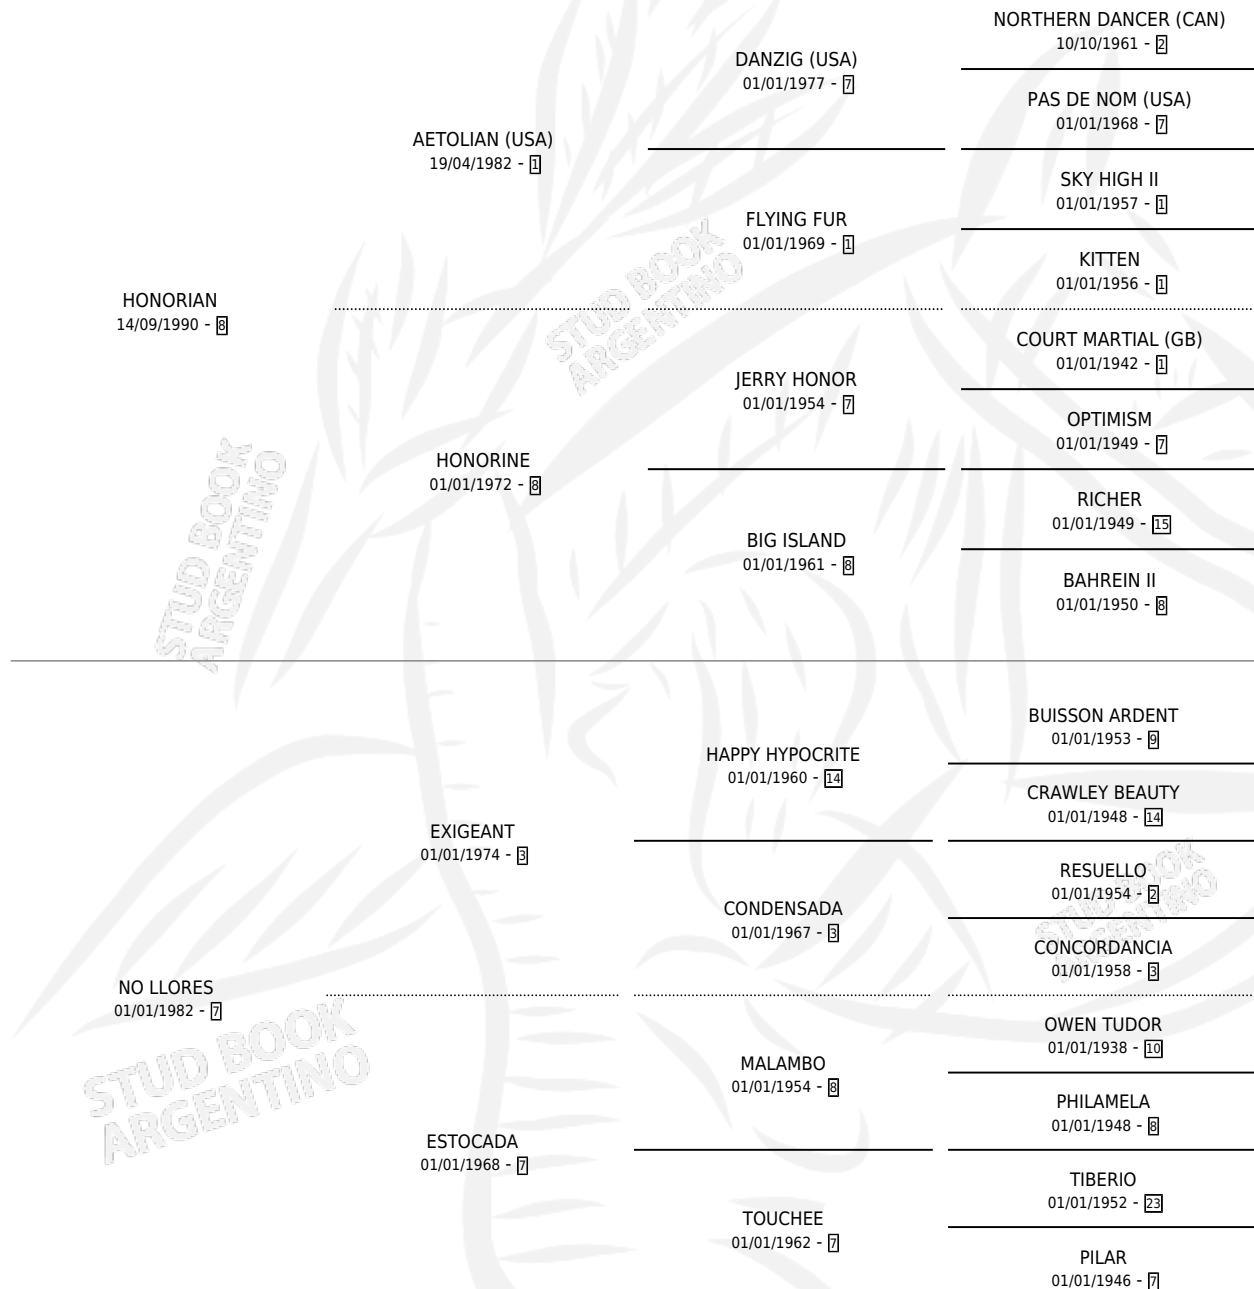 NORTHERN DANCER (CAN)
10/10/1961 - 2
DANZIG (USA)
01/01/1977 - 7
PAS DE NOM (USA)
01/01/1968 - 7
AETOLIAN (USA)
19/04/1982 - 1
SKY HIGH II
01/01/1957 - 1
FLYING FUR
01/01/1969 - 1
KITTEN
01/01/1956 - 1
HONORIAN
14/09/1990 - 8
COURT MARTIAL (GB)
01/01/1942 - 1
JERRY HONOR
01/01/1954 - 7
OPTIMISM
01/01/1949 - 7
HONORINE
01/01/1972 - 8
RICHER
01/01/1949 - 15
BIG ISLAND
01/01/1961 - 8
BAHREIN II
01/01/1950 - 8
BUISSON ARDENT
01/01/1953 - 9
HAPPY HYPOCRITE
01/01/1960 - 14
CRAWLEY BEAUTY
01/01/1948 - 14
EXIGEANT
01/01/1974 - 3
RESUELLO
01/01/1954 - 2
CONDENSADA
01/01/1967 - 3
CONCORDANCIA
01/01/1958 - 3
NO LLORES
01/01/1982 - 7
OWEN TUDOR
01/01/1938 - 10
MALAMBO
01/01/1954 - 8
PHILAMELA
01/01/1948 - 8
ESTOCADA
01/01/1968 - 7
TIBERIO
01/01/1952 - 23
TOUCHEE
01/01/1962 - 7
PILAR
01/01/1946 - 7
STUD BOOK
ARGENTINO
STUD BOOK
ARGENTINO
STUD BOOK
ARGENTINO
STUD BOOK
ARGENTINO